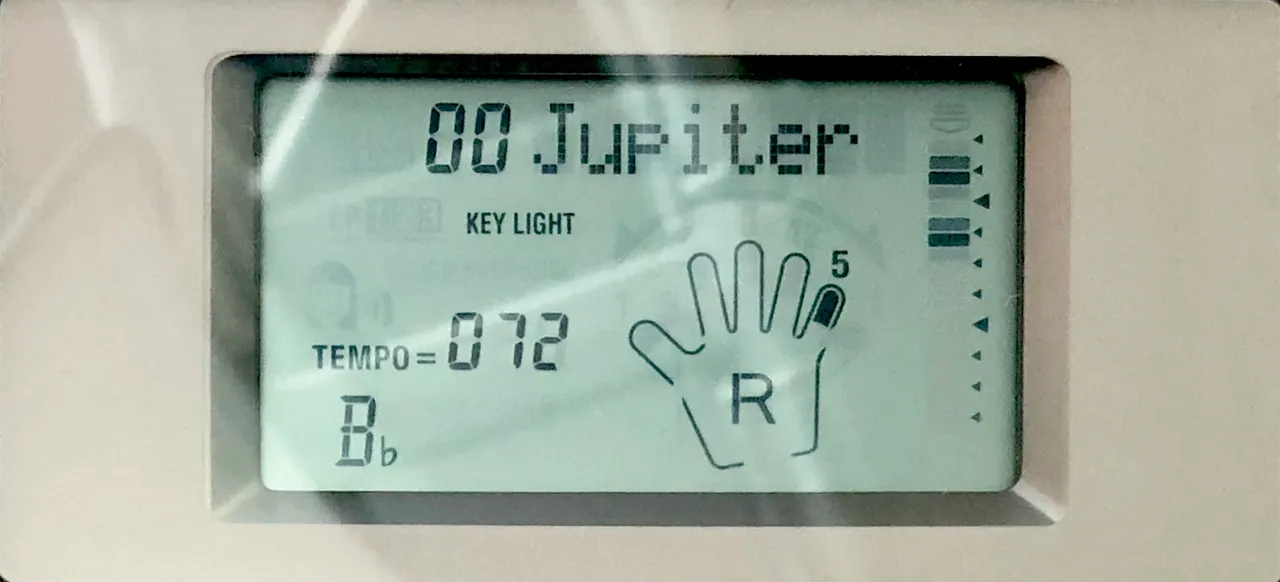 00 Jupiter
KEY LIGHT
5
TEMPO = 072
R
B♭